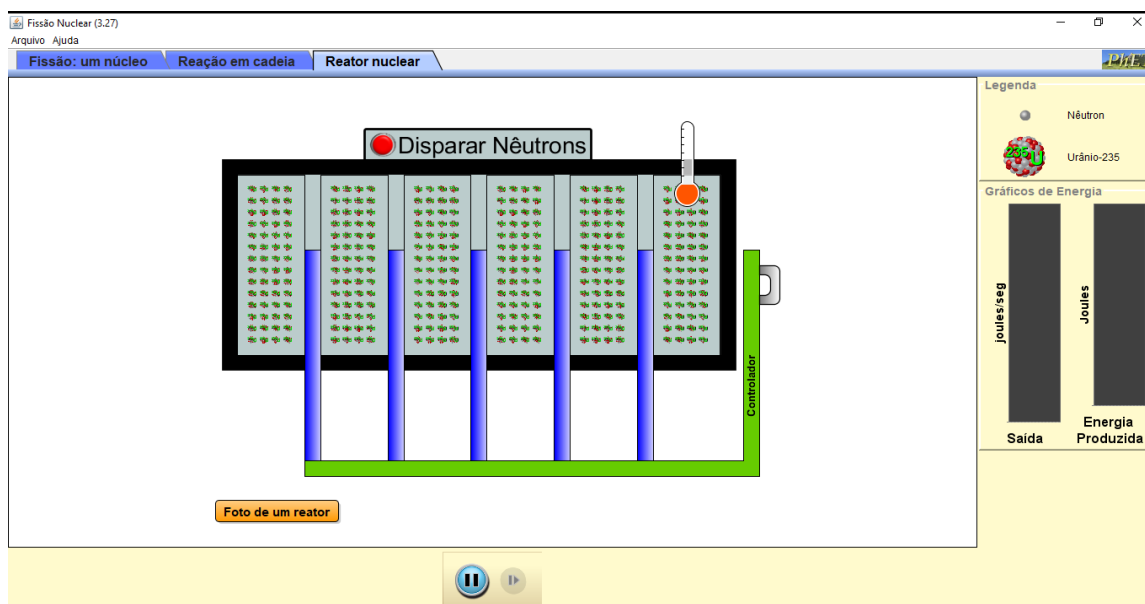 Fissão Nuclear (3.27)
Arquivo Ajuda
Fissão: um núcleo
Reação em cadeia
Reator nuclear
PhET
Legenda
Nêutron
235U
Urânio-235
Disparar Nêutrons
Gráficos de Energia
joules/seg
Joules
Controlador
Saída
Energia
Produzida
Foto de um reator